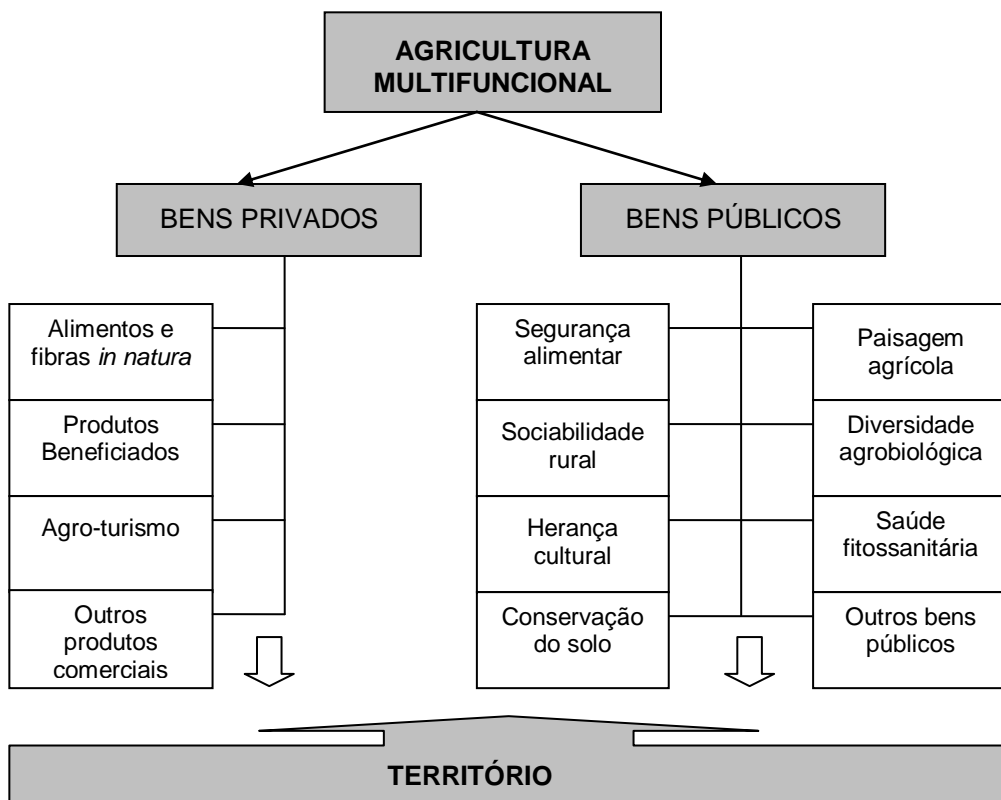 AGRICULTURA
MULTIFUNCIONAL
BENS PRIVADOS
BENS PÚBLICOS
Alimentos e
fibras in natura
Produtos
Beneficiados
Agro-turismo
Outros
produtos
comerciais
Segurança
alimentar
Sociabilidade
rural
Herança
cultural
Conservação
do solo
Paisagem
agrícola
Diversidade
agrobiológica
Saúde
fitossanitária
Outros bens
públicos
TERRITÓRIO